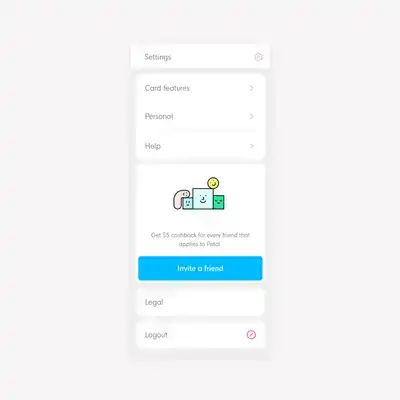 Settings
Card features
Personal
Help
Get $5 cashback for every friend that
applies to Petal
Invite a friend
Legal
Logout